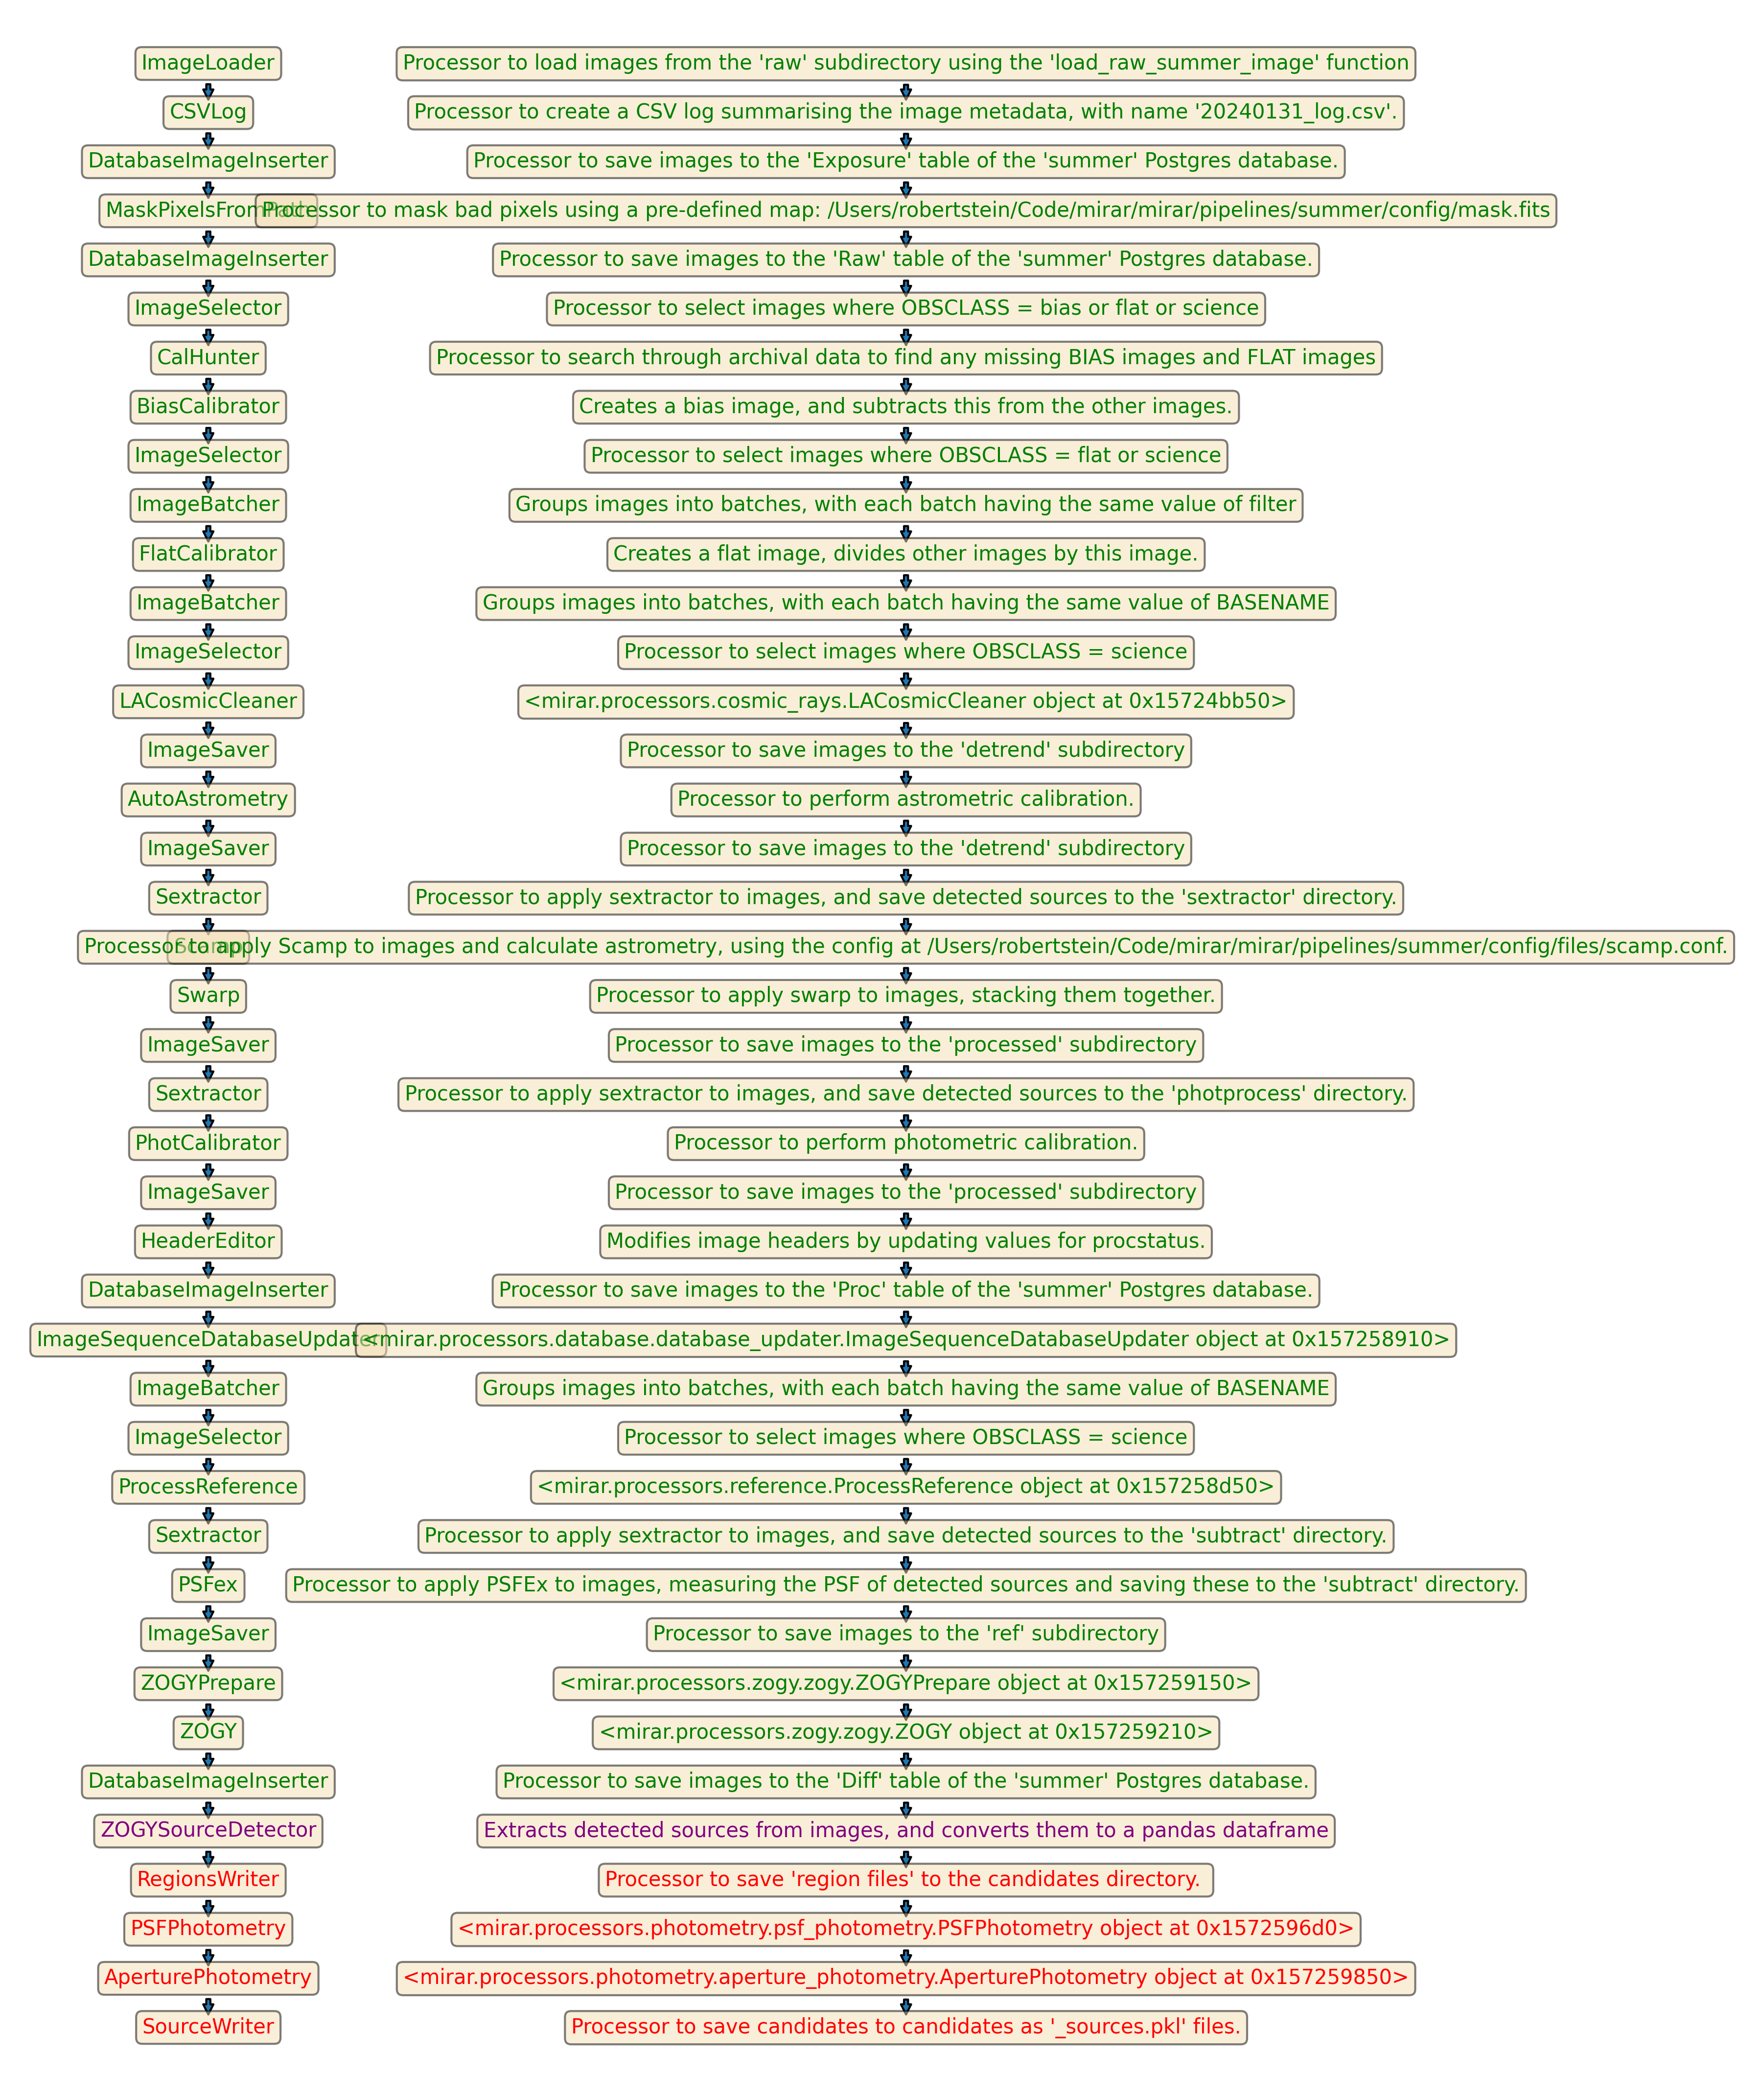 ImageLoader Processor to load images from the 'raw' subdirectory using the 'load_raw_summer_image' function
CSVLog Processor to create a CSV log summarising the image metadata, with name '20240131_log.csv'.
DatabaseImageInserter Processor to save images to the 'Exposure' table of the 'summer' Postgres database.
MaskPixelsFromPath Processor to mask bad pixels using a pre-defined map: /Users/robertstein/Code/mirar/mirar/pipelines/summer/config/mask.fits
DatabaseImageInserter Processor to save images to the 'Raw' table of the 'summer' Postgres database.
ImageSelector Processor to select images where OBSCLASS = bias or flat or science
CalHunter Processor to search through archival data to find any missing BIAS images and FLAT images
BiasCalibrator Creates a bias image, and subtracts this from the other images.
ImageSelector Processor to select images where OBSCLASS = flat or science
ImageBatcher Groups images into batches, with each batch having the same value of filter
FlatCalibrator Creates a flat image, divides other images by this image.
ImageBatcher Groups images into batches, with each batch having the same value of BASENAME
ImageSelector Processor to select images where OBSCLASS = science
LACosmicCleaner <mirar.processors.cosmic_rays.LACosmicCleaner object at 0x15724bb50>
ImageSaver Processor to save images to the 'detrend' subdirectory
AutoAstrometry Processor to perform astrometric calibration.
ImageSaver Processor to save images to the 'detrend' subdirectory
Sextractor Processor to apply sextractor to images, and save detected sources to the 'sextractor' directory.
Scamp Processor to apply Scamp to images and calculate astrometry, using the config at /Users/robertstein/Code/mirar/mirar/pipelines/summer/config/files/scamp.conf.
Swarp Processor to apply swarp to images, stacking them together.
ImageSaver Processor to save images to the 'processed' subdirectory
Sextractor Processor to apply sextractor to images, and save detected sources to the 'photprocess' directory.
PhotCalibrator Processor to perform photometric calibration.
ImageSaver Processor to save images to the 'processed' subdirectory
HeaderEditor Modifies image headers by updating values for procstatus.
DatabaseImageInserter Processor to save images to the 'Proc' table of the 'summer' Postgres database.
ImageSequenceDatabaseUpdater <mirar.processors.database.database_updater.ImageSequenceDatabaseUpdater object at 0x157258910>
ImageBatcher Groups images into batches, with each batch having the same value of BASENAME
ImageSelector Processor to select images where OBSCLASS = science
ProcessReference <mirar.processors.reference.ProcessReference object at 0x157258d50>
Sextractor Processor to apply sextractor to images, and save detected sources to the 'subtract' directory.
PSFex Processor to apply PSFEx to images, measuring the PSF of detected sources and saving these to the 'subtract' directory.
ImageSaver Processor to save images to the 'ref' subdirectory
ZOGYPrepare <mirar.processors.zogy.zogy.ZOGYPrepare object at 0x157259150>
ZOGY <mirar.processors.zogy.zogy.ZOGY object at 0x157259210>
DatabaseImageInserter Processor to save images to the 'Diff' table of the 'summer' Postgres database.
ZOGYSourceDetector Extracts detected sources from images, and converts them to a pandas dataframe
RegionsWriter Processor to save 'region files' to the candidates directory.
PSFPhotometry <mirar.processors.photometry.psf_photometry.PSFPhotometry object at 0x1572596d0>
AperturePhotometry <mirar.processors.photometry.aperture_photometry.AperturePhotometry object at 0x157259850>
SourceWriter Processor to save candidates to candidates as '_sources.pkl' files.